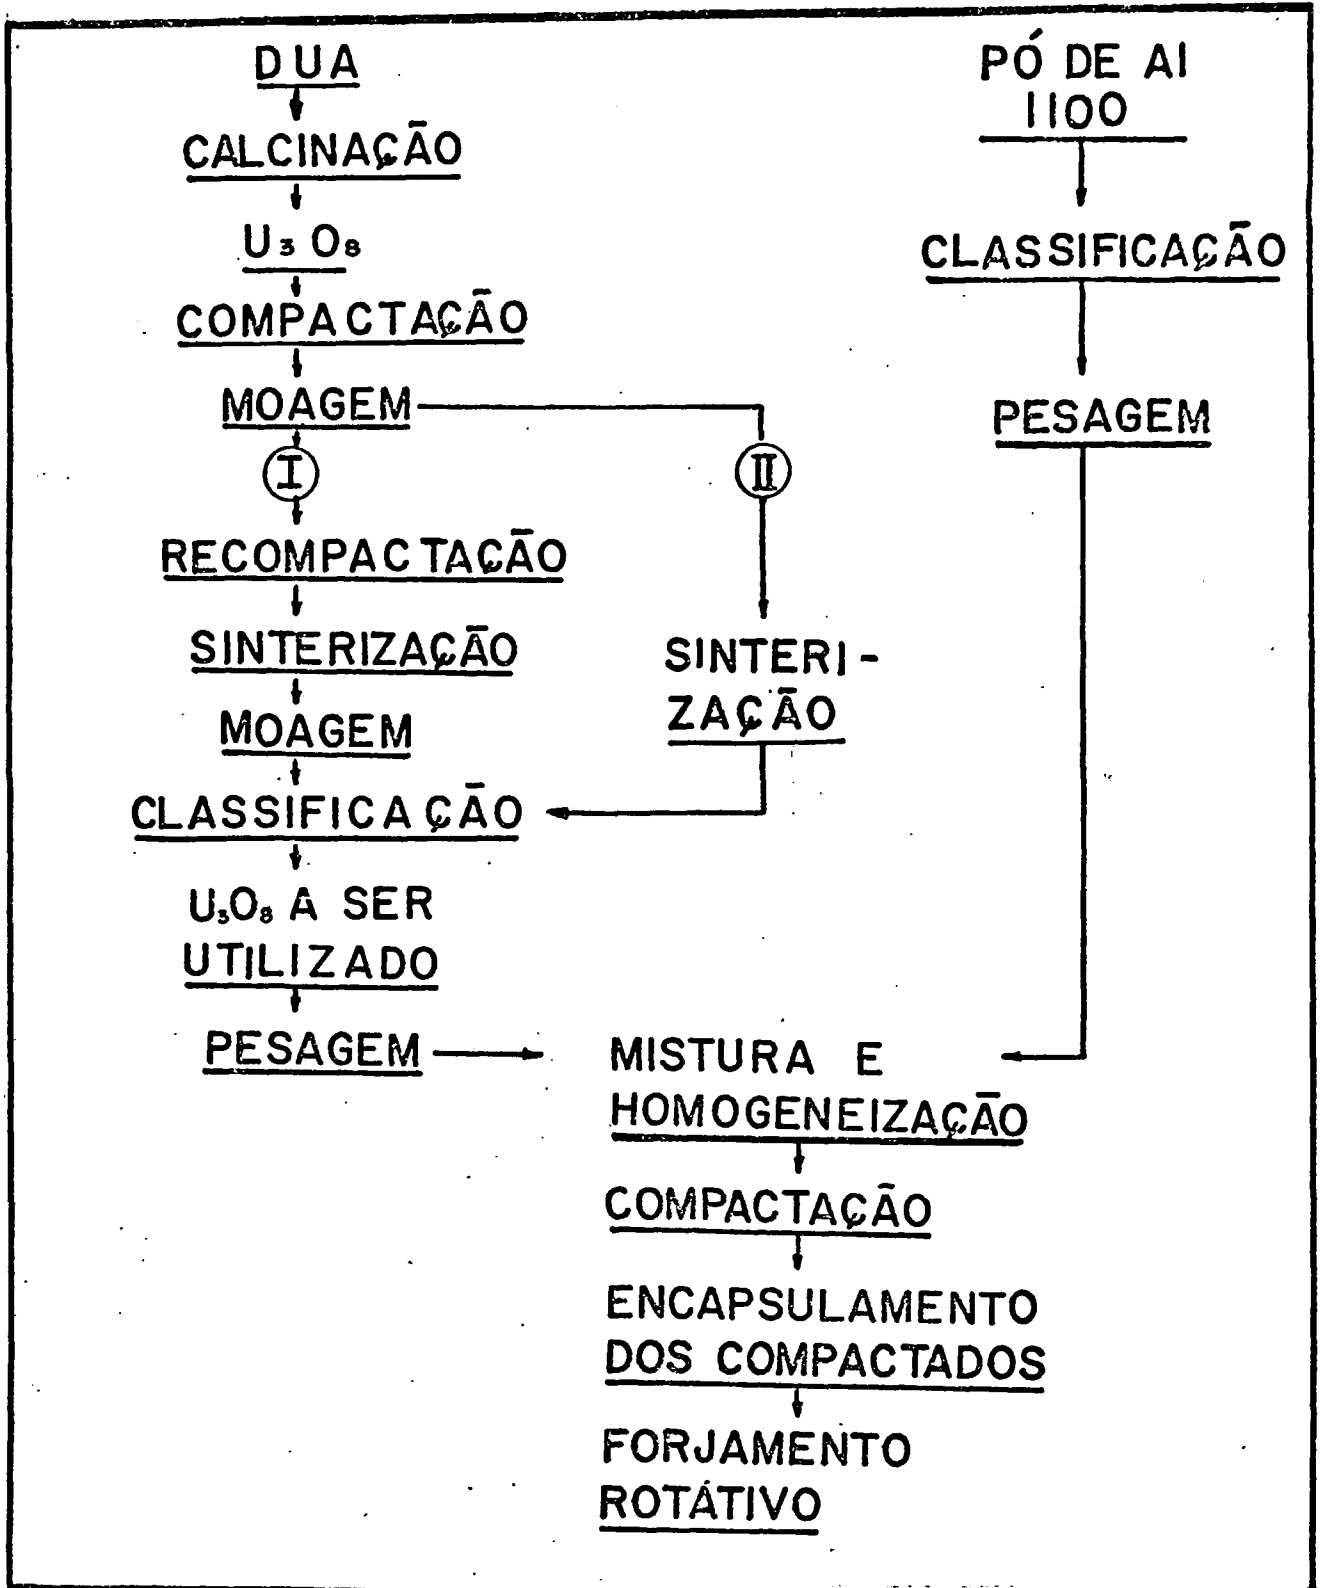 DUA
CALCINAÇÃO
U₃O₈
COMPACTAÇÃO
MOAGEM
I
RECOMPACTAÇÃO
SINTERIZAÇÃO
MOAGEM
CLASSIFICAÇÃO
U₃O₈ A SER
UTILIZADO
PESAGEM
II
SINTERI-
ZAÇÃO
PÓ DE Al
1100
CLASSIFICAÇÃO
PESAGEM
MISTURA E
HOMOGENEIZAÇÃO
COMPACTAÇÃO
ENCAPSULAMENTO
DOS COMPACTADOS
FORJAMENTO
ROTÁTIVO